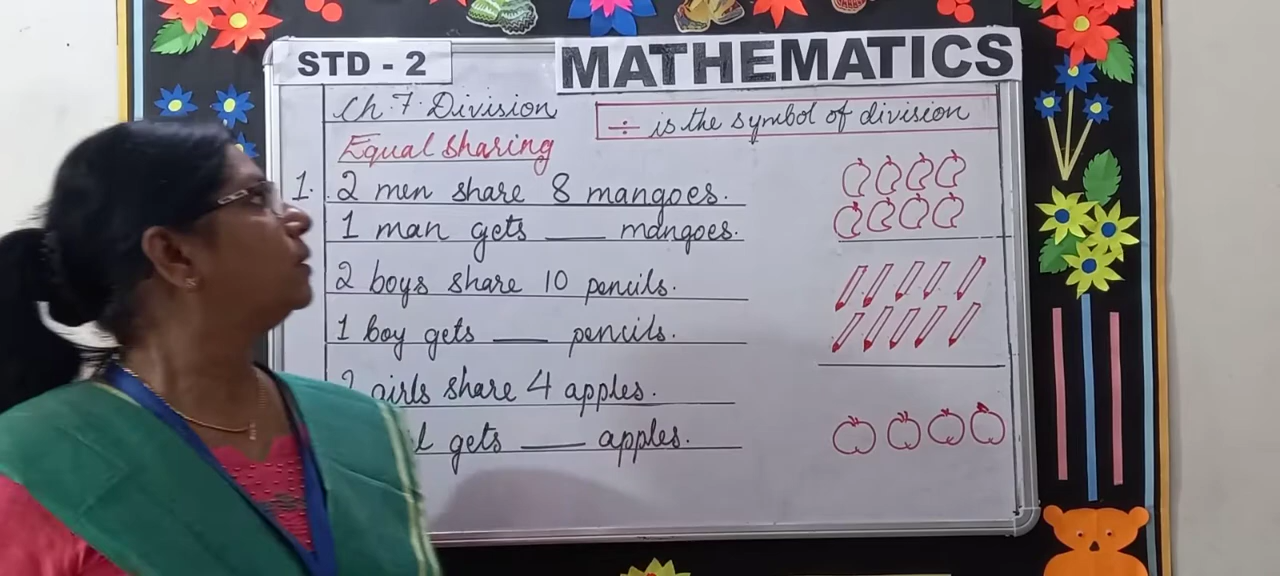 STD - 2
MATHEMATICS
Ch 7. Division
÷ is the symbol of division
Equal sharing
1. 2 men share 8 mangoes.
1 man gets ___ mangoes.
2 boys share 10 pencils.
1 boy gets ___ pencils.
girls share 4 apples.
gets ___ apples.